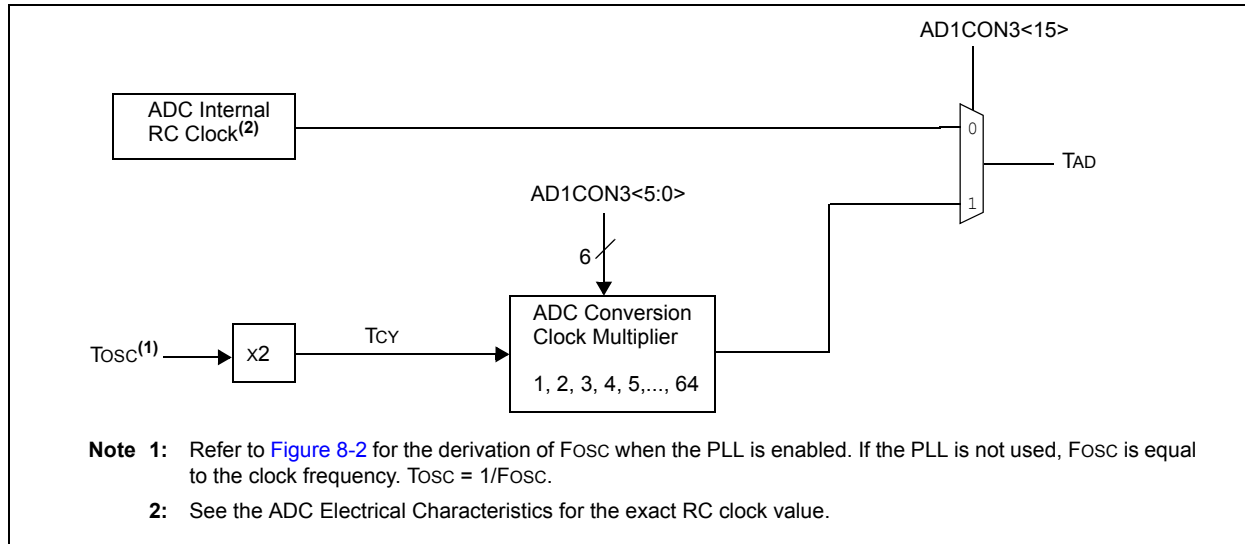 AD1CON3<15>
ADC Internal
RC Clock(2)
0
TAD
AD1CON3<5:0>
1
6
ADC Conversion
Clock Multiplier
TOSC(1)
x2
TCY
1, 2, 3, 4, 5,..., 64
Note 1: Refer to Figure 8-2 for the derivation of FOSC when the PLL is enabled. If the PLL is not used, FOSC is equal
to the clock frequency. TOSC = 1/FOSC.
2: See the ADC Electrical Characteristics for the exact RC clock value.